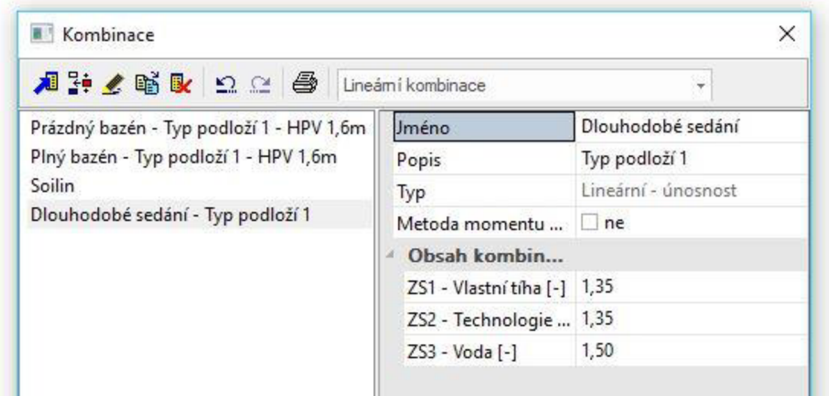 Kombinace
Lineární kombinace
Prázdný bazén - Typ podloží 1 - HPV 1,6m
Plný bazén - Typ podloží 1 - HPV 1,6m
Soilin
Dlouhodobé sedání - Typ podloží 1
Jméno Dlouhodobé sedání
Popis Typ podloží 1
Typ Lineární - únosnost
Metoda momentu ... ne
Obsah kombin...
ZS1 - Vlastní tíha [-] 1,35
ZS2 - Technologie ... 1,35
ZS3 - Voda [-] 1,50